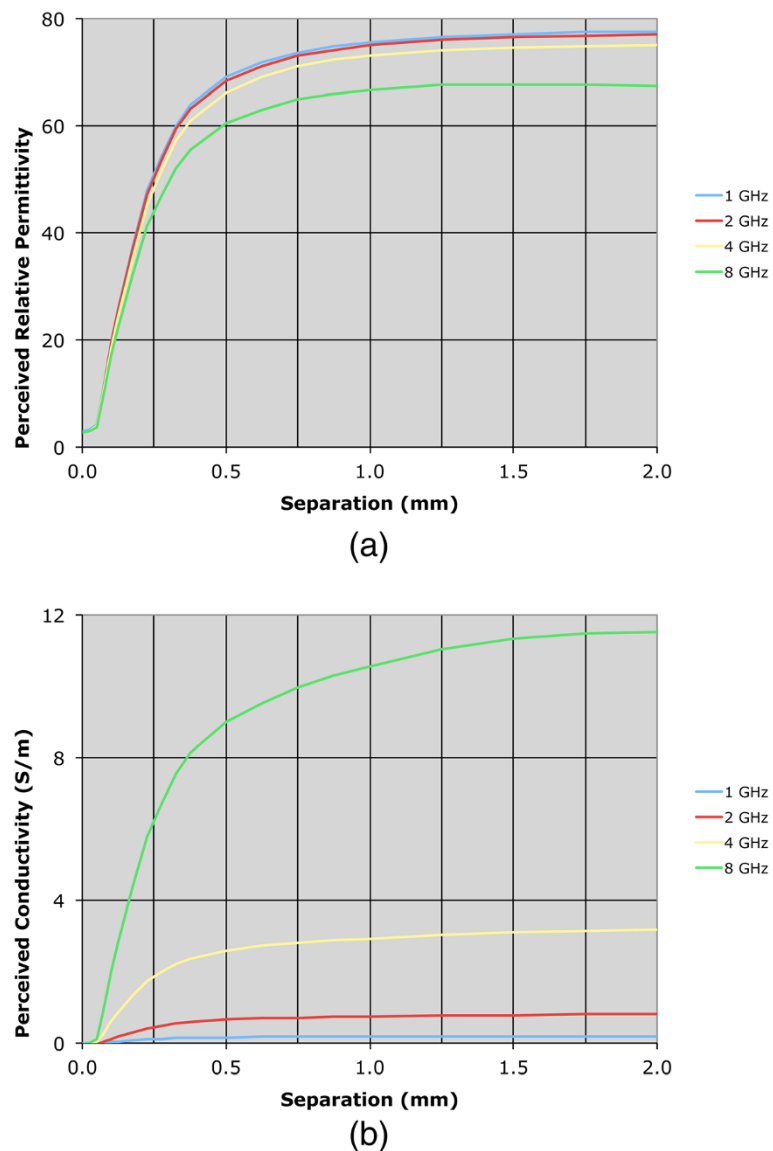 80
60
40
20
0
Perceived Relative Permittivity
0.0 0.5 1.0 1.5 2.0
Separation (mm)
1 GHz
2 GHz
4 GHz
8 GHz
(a)
12
8
4
0
Perceived Conductivity (S/m)
0.0 0.5 1.0 1.5 2.0
Separation (mm)
1 GHz
2 GHz
4 GHz
8 GHz
(b)